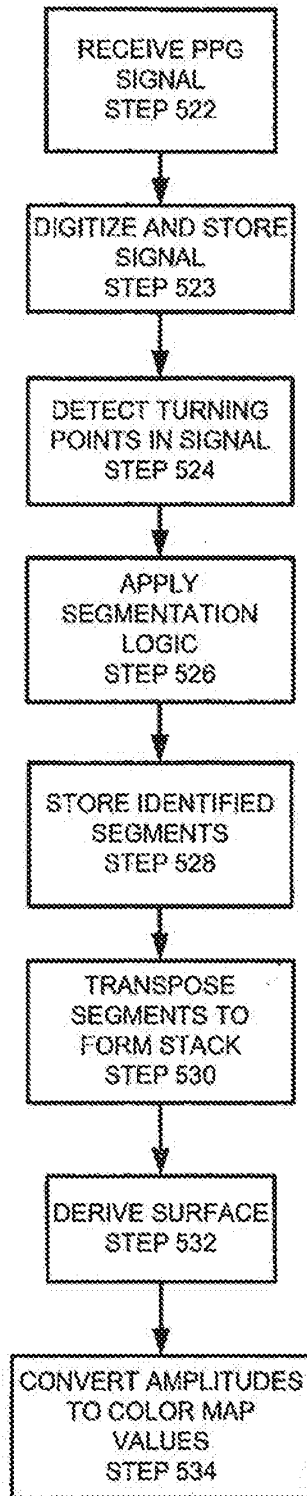 RECEIVE PPG
SIGNAL
STEP 522
DIGITIZE AND STORE
SIGNAL
STEP 523
DETECT TURNING
POINTS IN SIGNAL
STEP 524
APPLY
SEGMENTATION
LOGIC
STEP 526
STORE IDENTIFIED
SEGMENTS
STEP 528
TRANSPOSE
SEGMENTS TO
FORM STACK
STEP 530
DERIVE SURFACE
STEP 532
CONVERT AMPLITUDES
TO COLOR MAP
VALUES
STEP 534